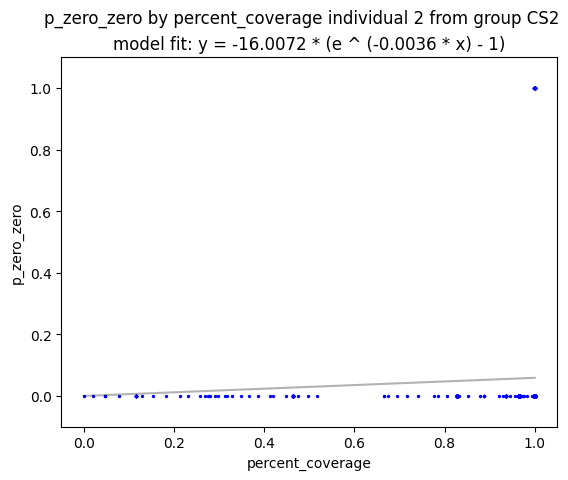 p_zero_zero by percent_coverage individual 2 from group CS2
model fit: y = -16.0072 * (e ^ (-0.0036 * x) - 1)
1.0
0.8
0.6
0.4
0.2
0.0
p_zero_zero
0.0 0.2 0.4 0.6 0.8 1.0
percent_coverage